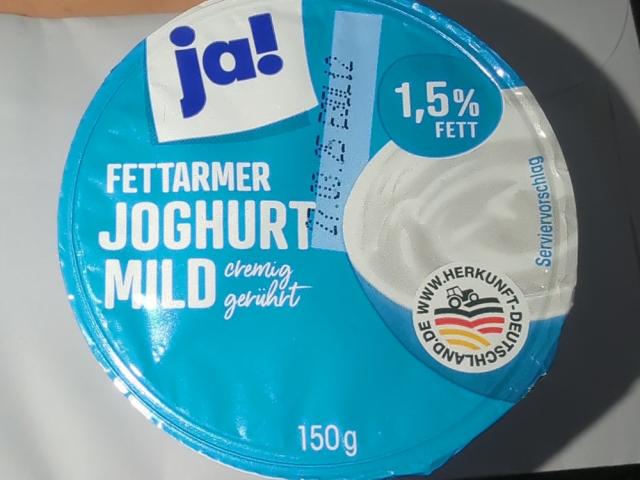 ja!
1,5%
FETT
FETTARMER
JOGHURT
MILD
cremig
gerührt
Serviervorschlag
WWW.HERKUNFT-DEUTSCHLAND.DE
150g